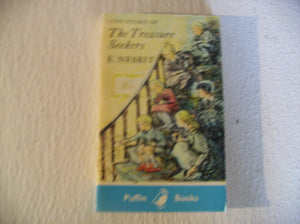 THE STORY OF
The Treasure
Seekers
E. NESBIT
Puffin Books